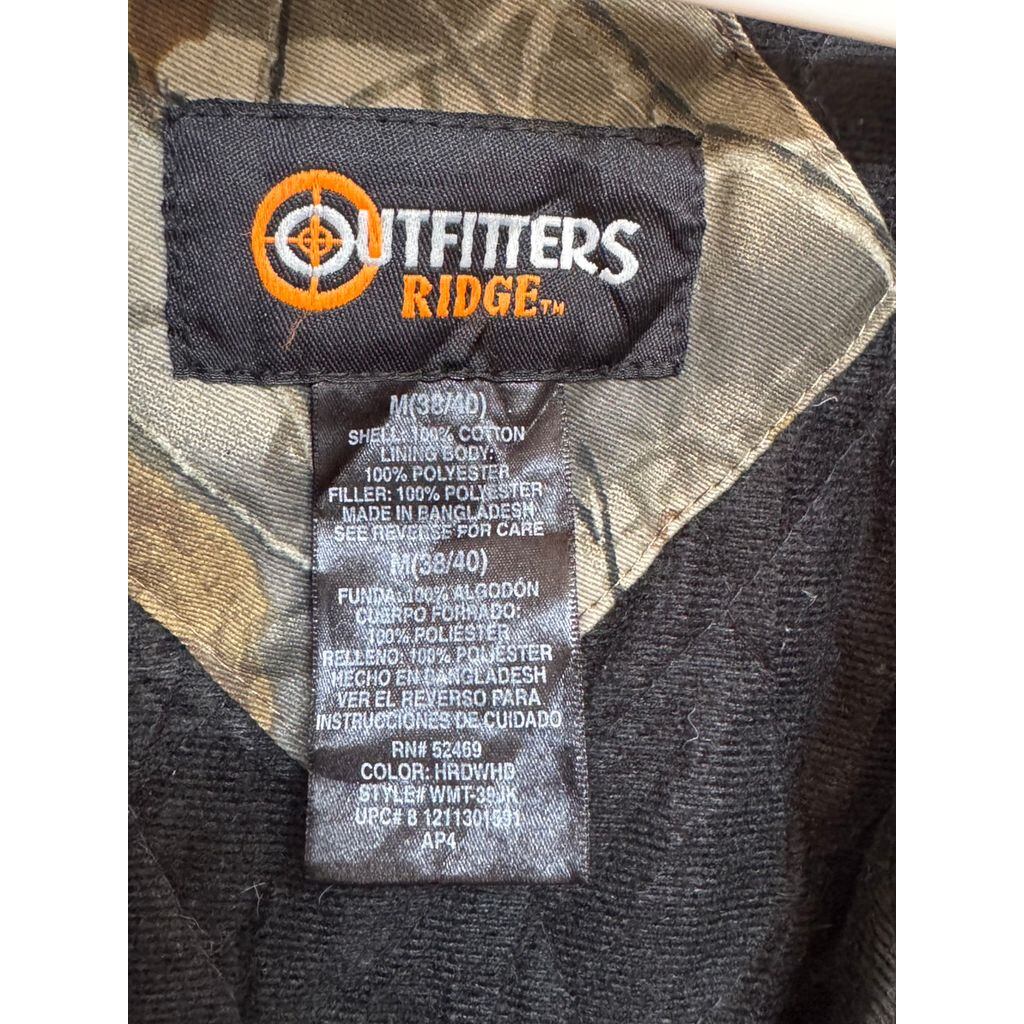 OUTFITTERS
RIDGE™
M(38/40)
SHELL: 100% COTTON
LINING BODY:
100% POLYESTER
FILLER: 100% POLYESTER
MADE IN BANGLADESH
SEE REVERSE FOR CARE
M(38/40)
FUNDA: 100% ALGODÓN
CUERPO FORRADO:
100% POLIESTER
RELLENO: 100% POLIESTER
HECHO EN BANGLADESH
VER EL REVERSO PARA
INSTRUCCIONES DE CUIDADO
RN# 52469
COLOR: HRDWHD
STYLE#
UPC# 8
AP4